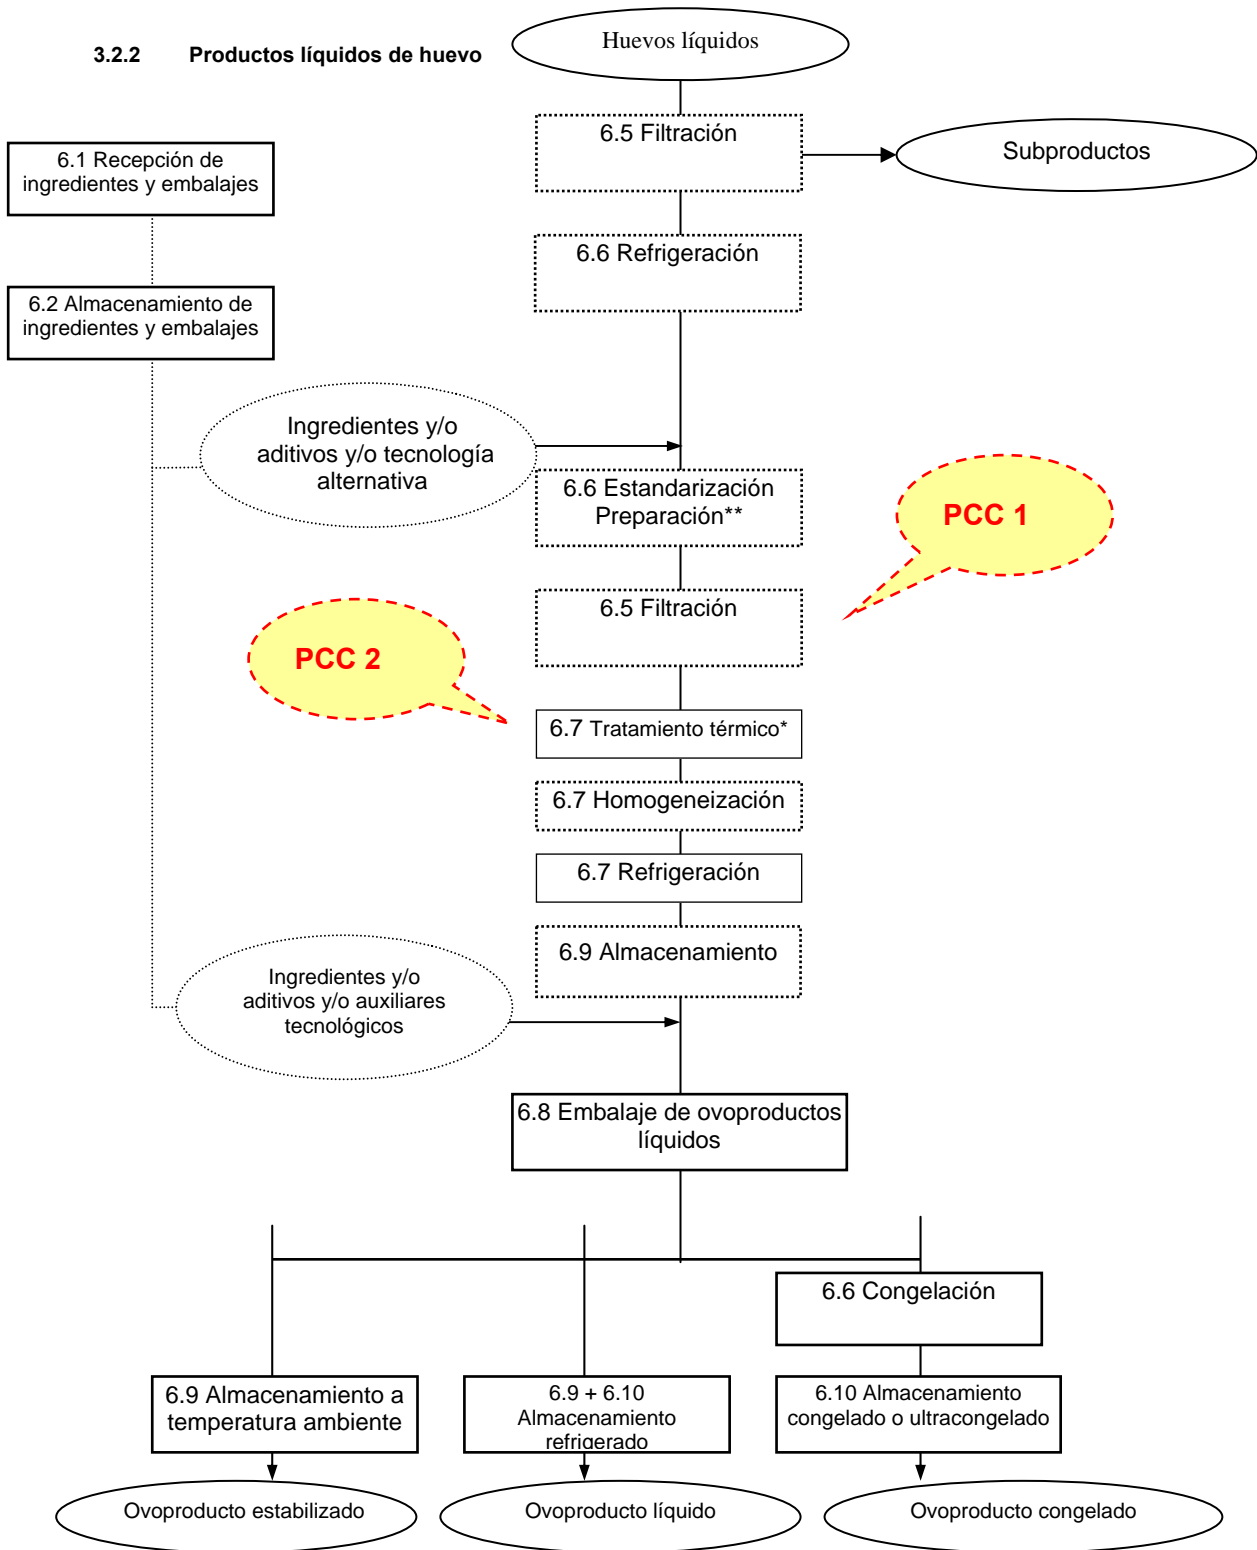 3.2.2 Productos líquidos de huevo
Huevos líquidos
6.5 Filtración
Subproductos
6.1 Recepción de
ingredientes y embalajes
6.6 Refrigeración
6.2 Almacenamiento de
ingredientes y embalajes
Ingredientes y/o
aditivos y/o tecnología
alternativa
6.6 Estandarización
Preparación**
PCC 1
6.5 Filtración
PCC 2
6.7 Tratamiento térmico*
6.7 Homogeneización
6.7 Refrigeración
6.9 Almacenamiento
Ingredientes y/o
aditivos y/o auxiliares
tecnológicos
6.8 Embalaje de ovoproductos
líquidos
6.6 Congelación
6.9 Almacenamiento a
temperatura ambiente
6.9 + 6.10
Almacenamiento
refrigerado
6.10 Almacenamiento
congelado o ultracongelado
Ovoproducto estabilizado
Ovoproducto líquido
Ovoproducto congelado